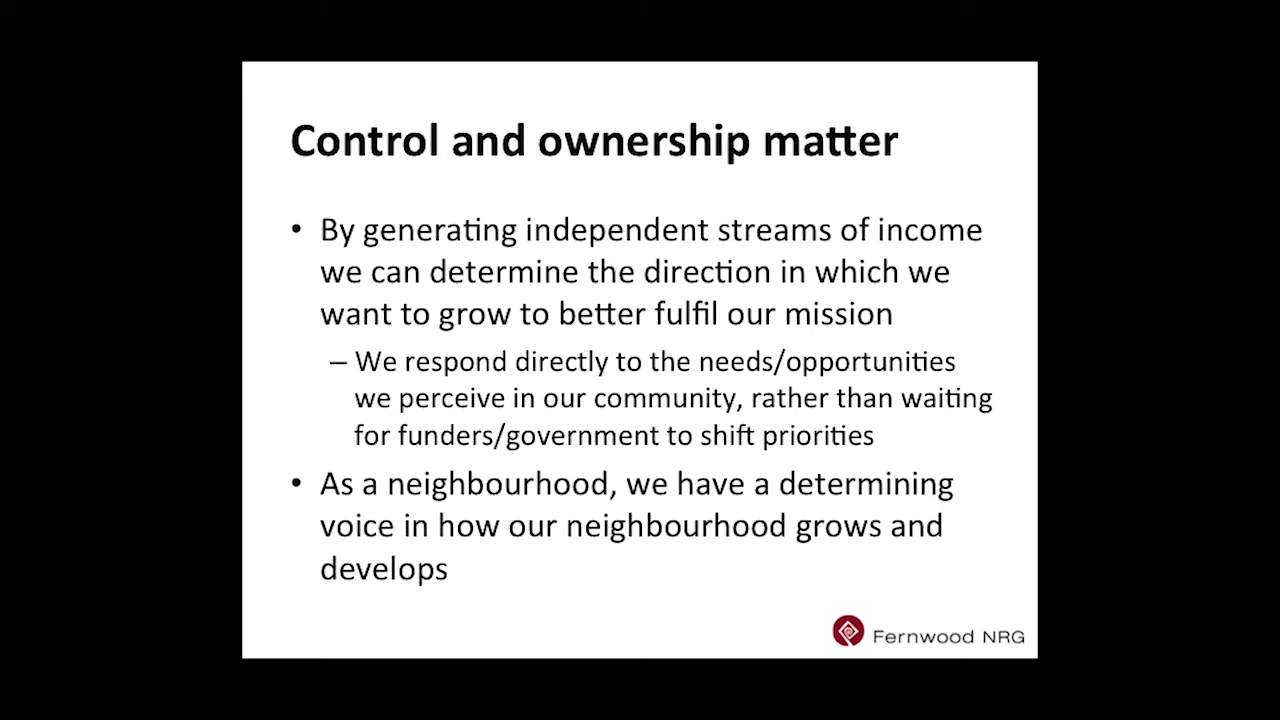 Control and ownership matter
• By generating independent streams of income
we can determine the direction in which we
want to grow to better fulfil our mission
– We respond directly to the needs/opportunities
we perceive in our community, rather than waiting
for funders/government to shift priorities
• As a neighbourhood, we have a determining
voice in how our neighbourhood grows and
develops
Fernwood NRG